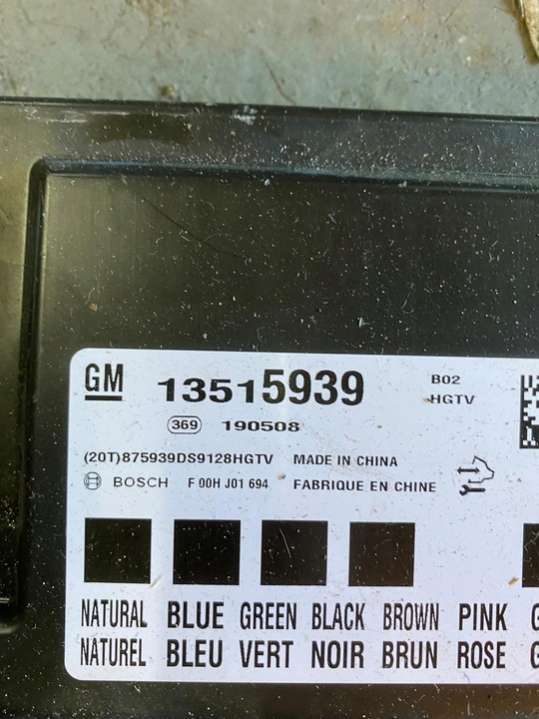 GM 13515939 B02
HGTV
369 190508
(20T)875939DS9128HGTV MADE IN CHINA
BOSCH F 00H J01 694 FABRIQUE EN CHINE
NATURAL BLUE GREEN BLACK BROWN PINK G
NATUREL BLEU VERT NOIR BRUN ROSE G